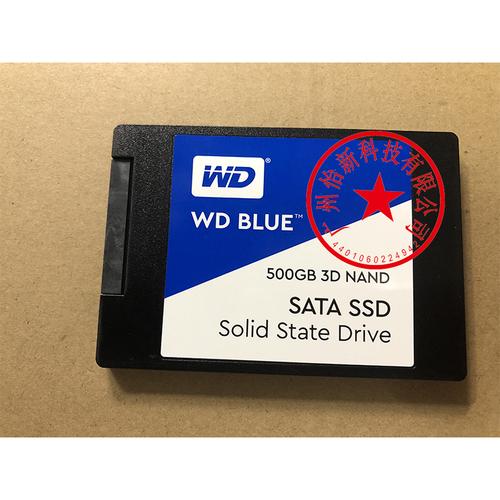 WD®
WD BLUE™
500GB 3D NAND
SATA SSD
Solid State Drive
广州怡新科技有限公司